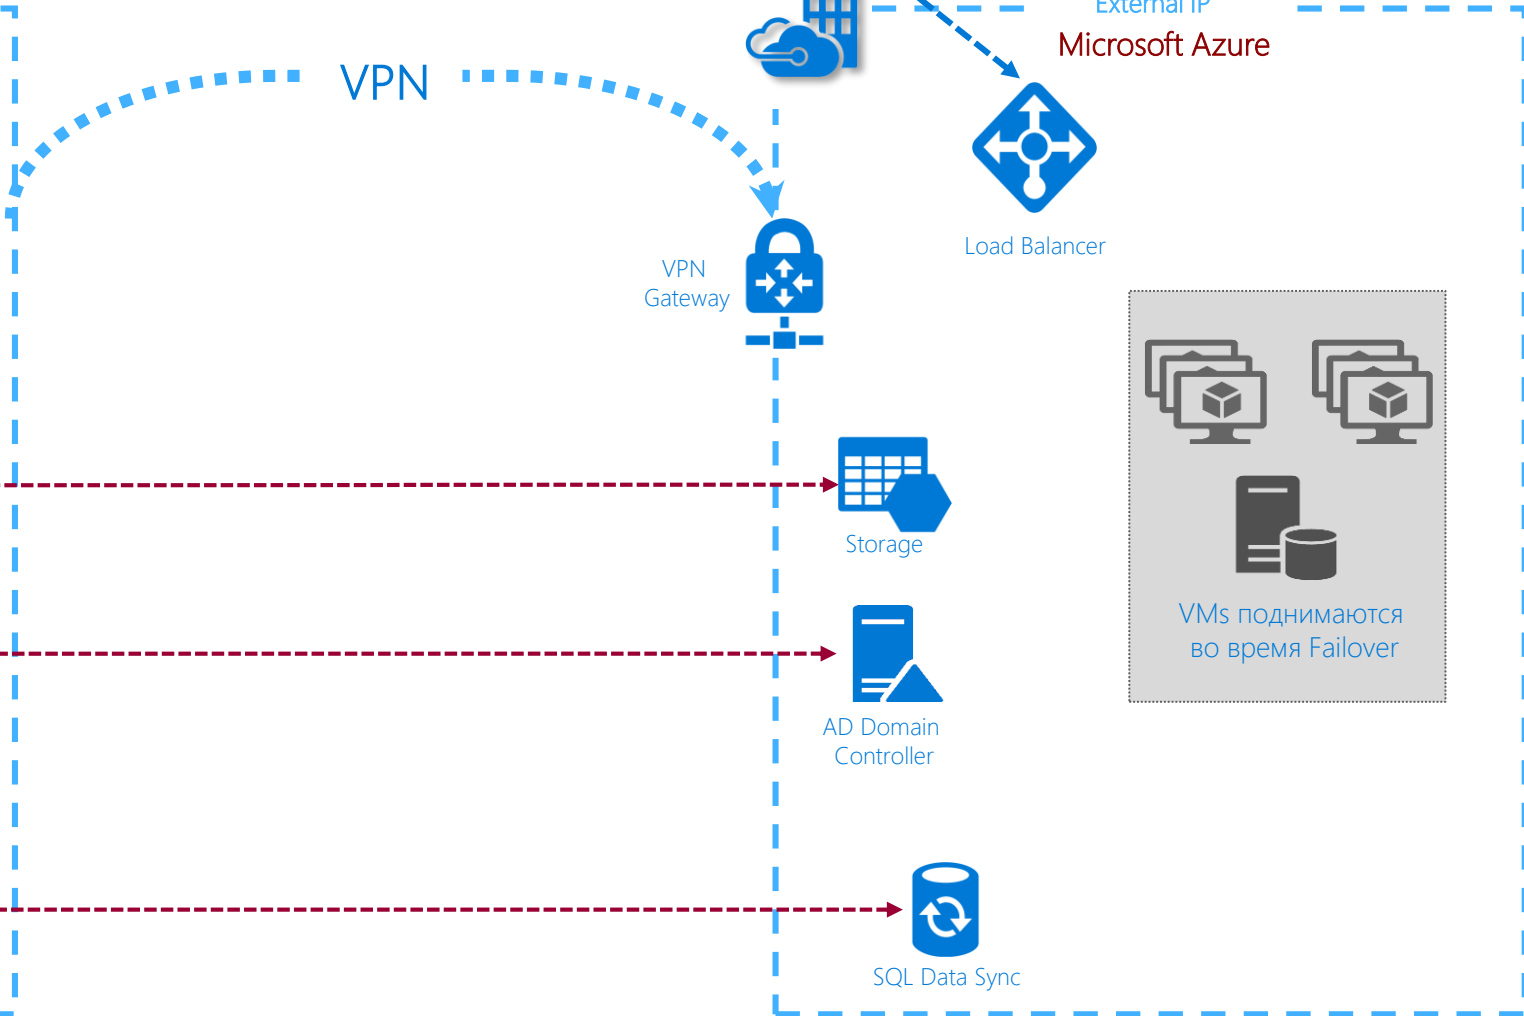 External IP
Microsoft Azure
VPN
Load Balancer
VPN
Gateway
Storage
VMs поднимаются
во время Failover
AD Domain
Controller
SQL Data Sync